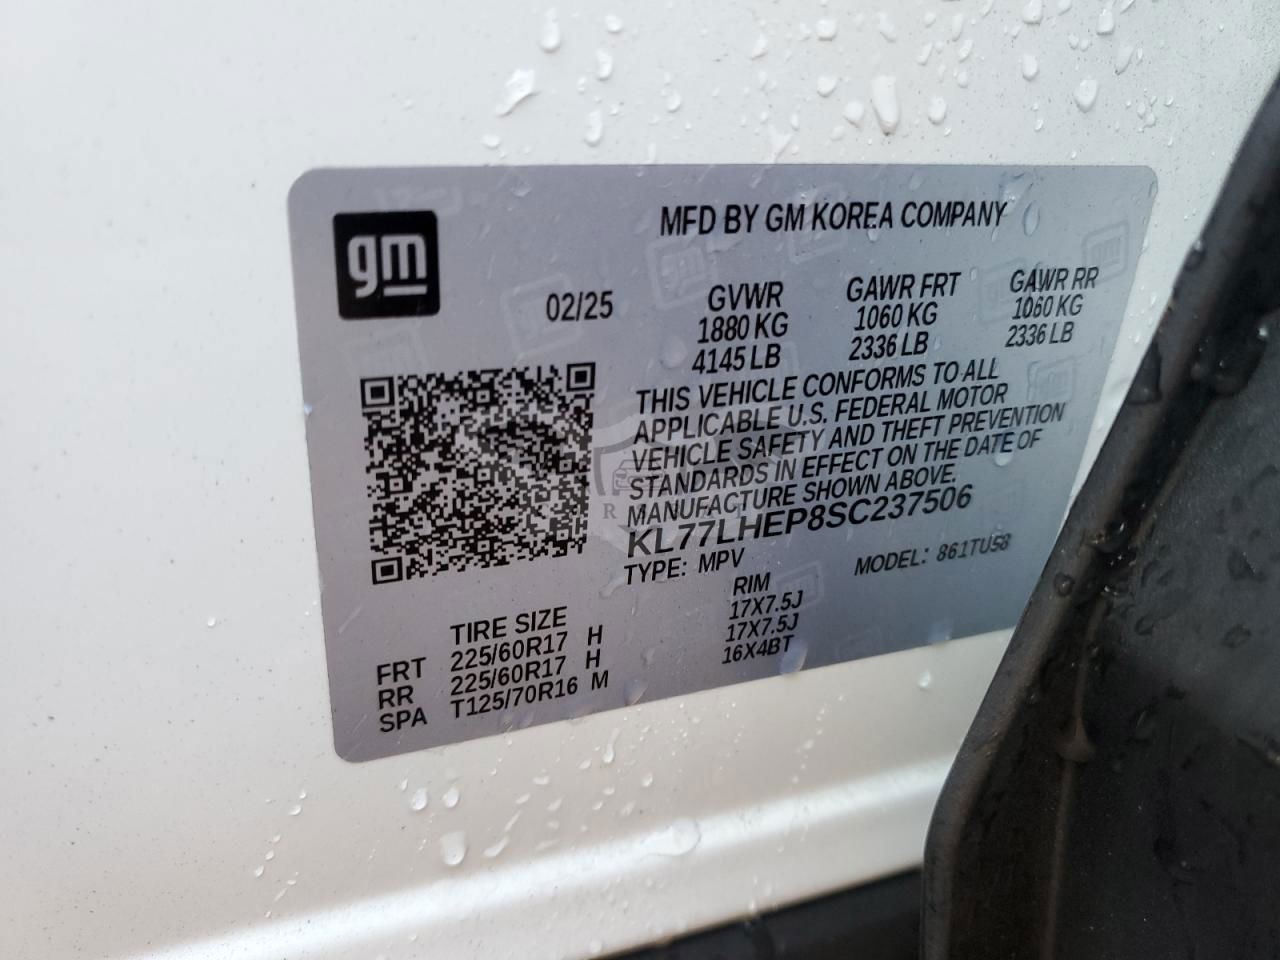 gm
MFD BY GM KOREA COMPANY
02/25
GVWR GAWR FRT GAWR RR
1880 KG 1060 KG 1060 KG
4145 LB 2336 LB 2336 LB
THIS VEHICLE CONFORMS TO ALL
APPLICABLE U.S. FEDERAL MOTOR
VEHICLE SAFETY AND THEFT PREVENTION
STANDARDS IN EFFECT ON THE DATE OF
MANUFACTURE SHOWN ABOVE.
KL77LHEP8SC237506
TYPE: MPV MODEL: 861TU58
TIRE SIZE RIM
FRT 225/60R17 H 17X7.5J
RR 225/60R17 H 17X7.5J
SPA T125/70R16 M 16X4BT